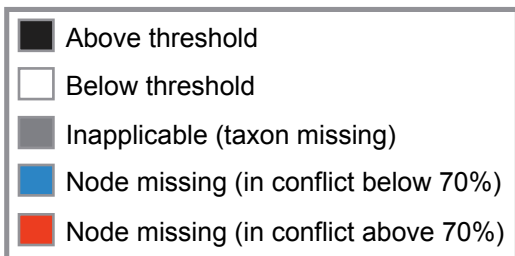 Above threshold
Below threshold
Inapplicable (taxon missing)
Node missing (in conflict below 70%)
Node missing (in conflict above 70%)